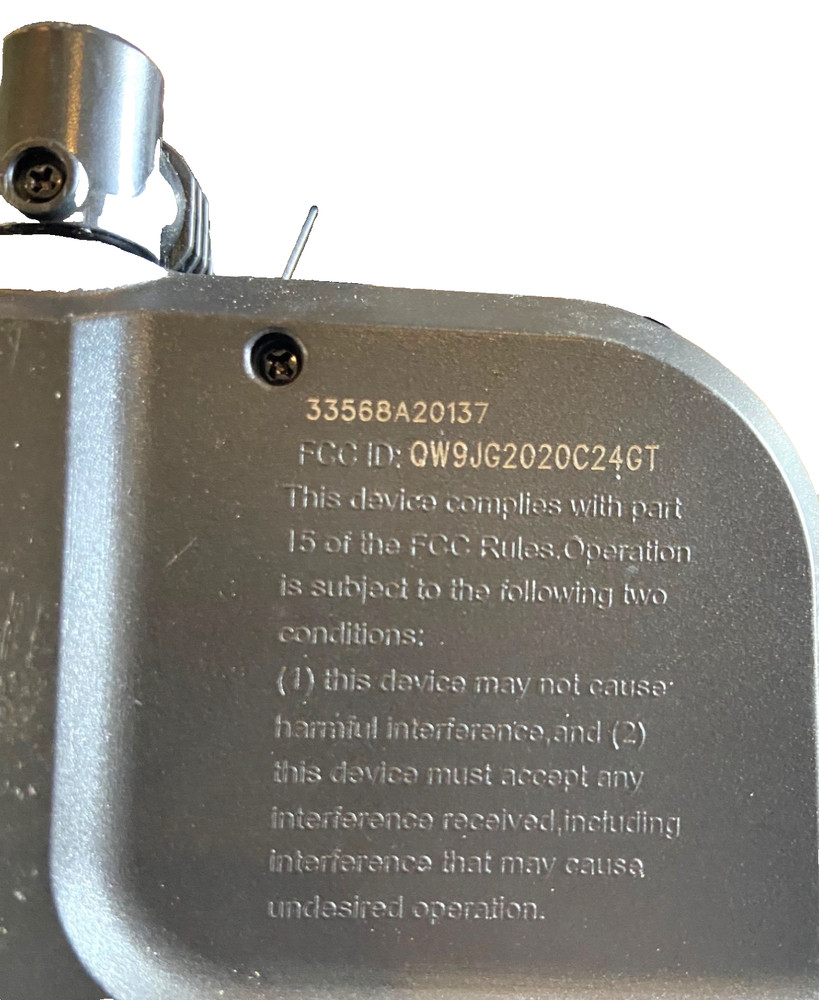 33568A20137
FCC ID: QW9JG2020C24GT
This device complies with part
15 of the FCC Rules.Operation
is subject to the following two
conditions:
(1) this device may not cause
harmful interference,and (2)
this device must accept any
interference received,including
interference that may cause
undesired operation.